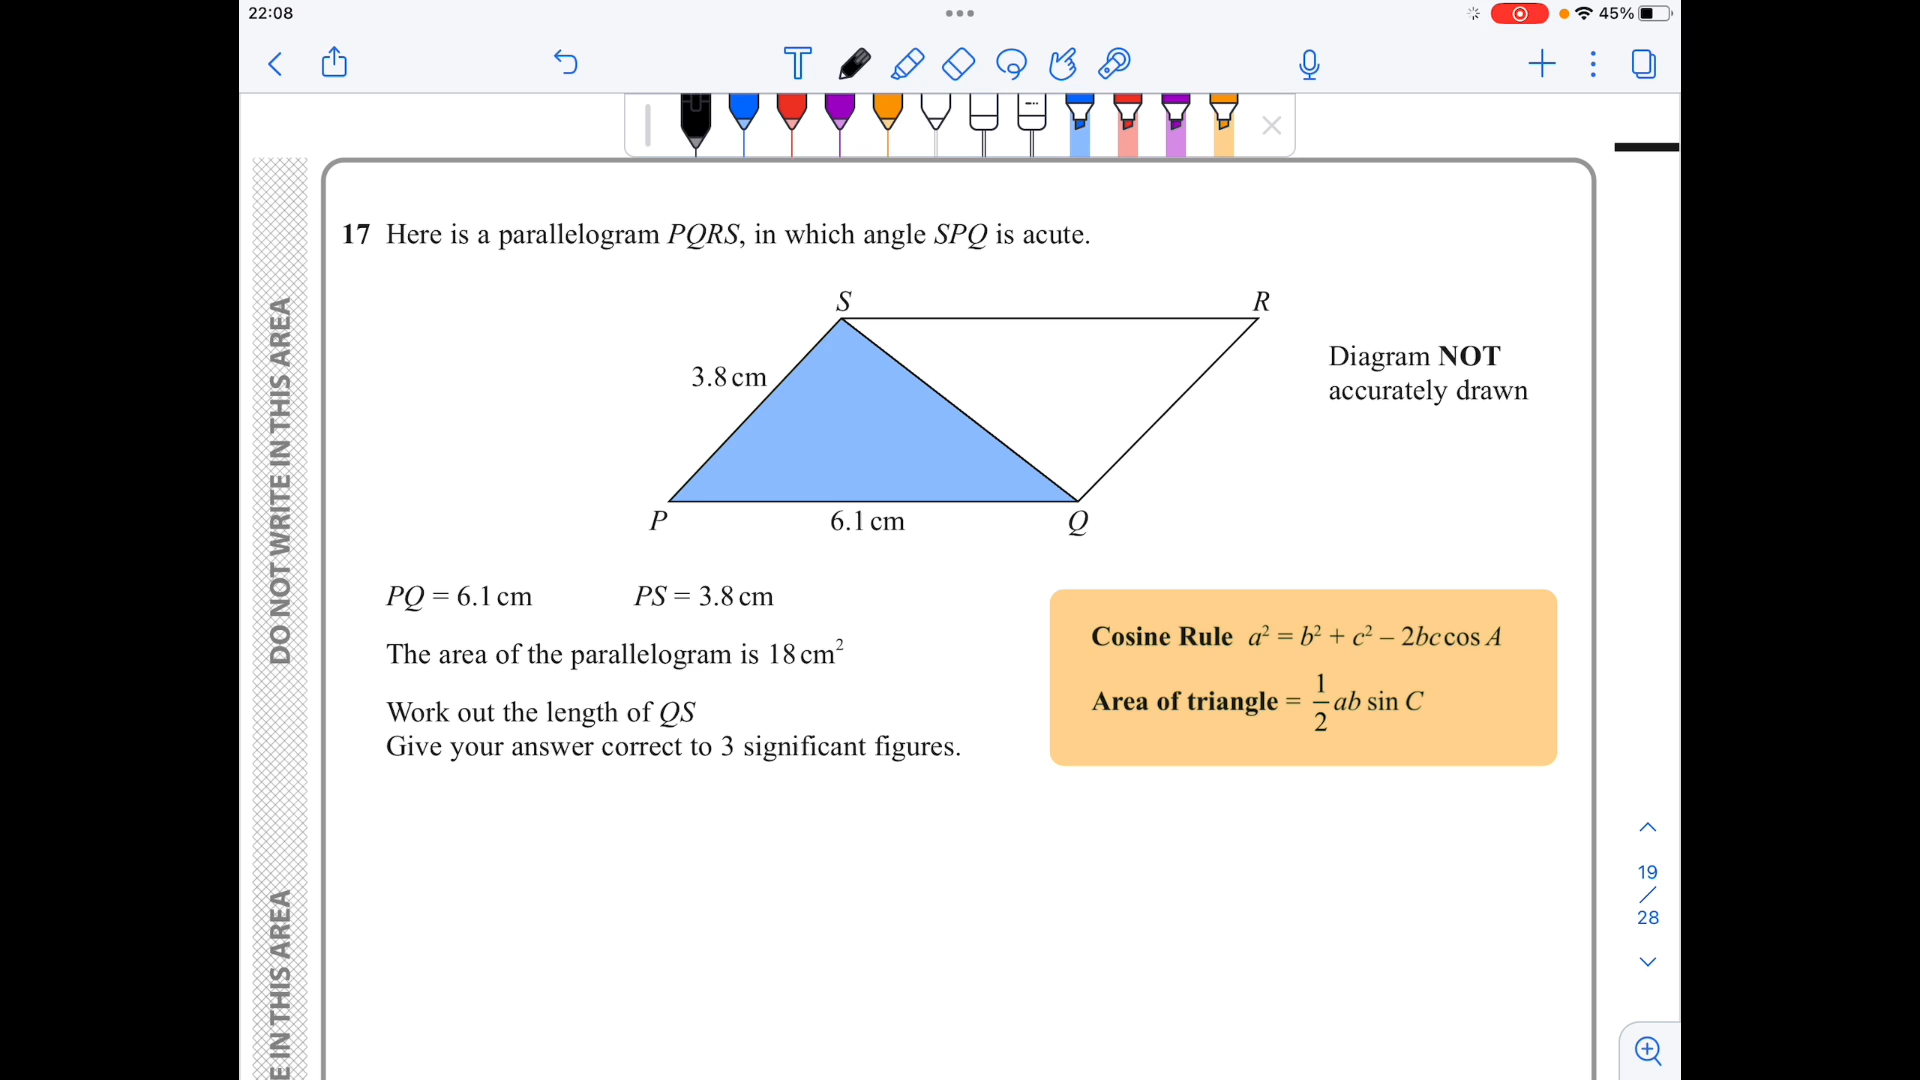 22:08
45%
17 Here is a parallelogram PQRS, in which angle SPQ is acute.
S
R
3.8 cm
Diagram NOT
accurately drawn
P
6.1 cm
Q
PQ = 6.1 cm PS = 3.8 cm
The area of the parallelogram is 18 cm²
Work out the length of QS
Give your answer correct to 3 significant figures.
Cosine Rule a² = b² + c² – 2bc cos A
Area of triangle = 1/2 ab sin C
DO NOT WRITE IN THIS AREA
E IN THIS AREA
19
/
28